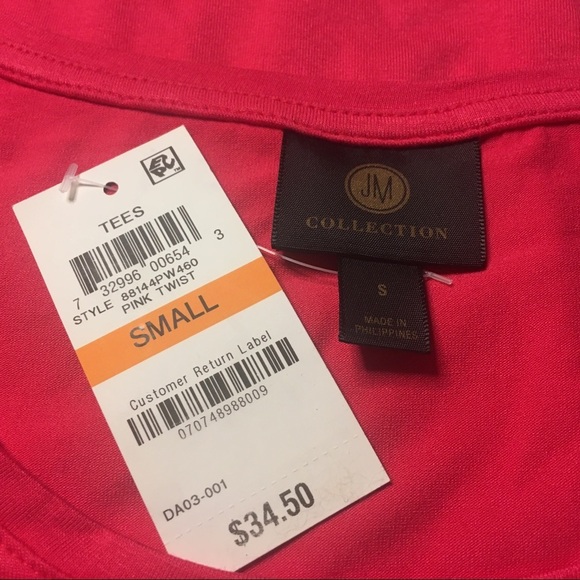 TEES
7 32996 00654 3
STYLE 88144PW460
PINK TWIST
SMALL
Customer Return Label
070748988009
DA03-001
$34.50
JM
COLLECTION
S
MADE IN
PHILIPPINES